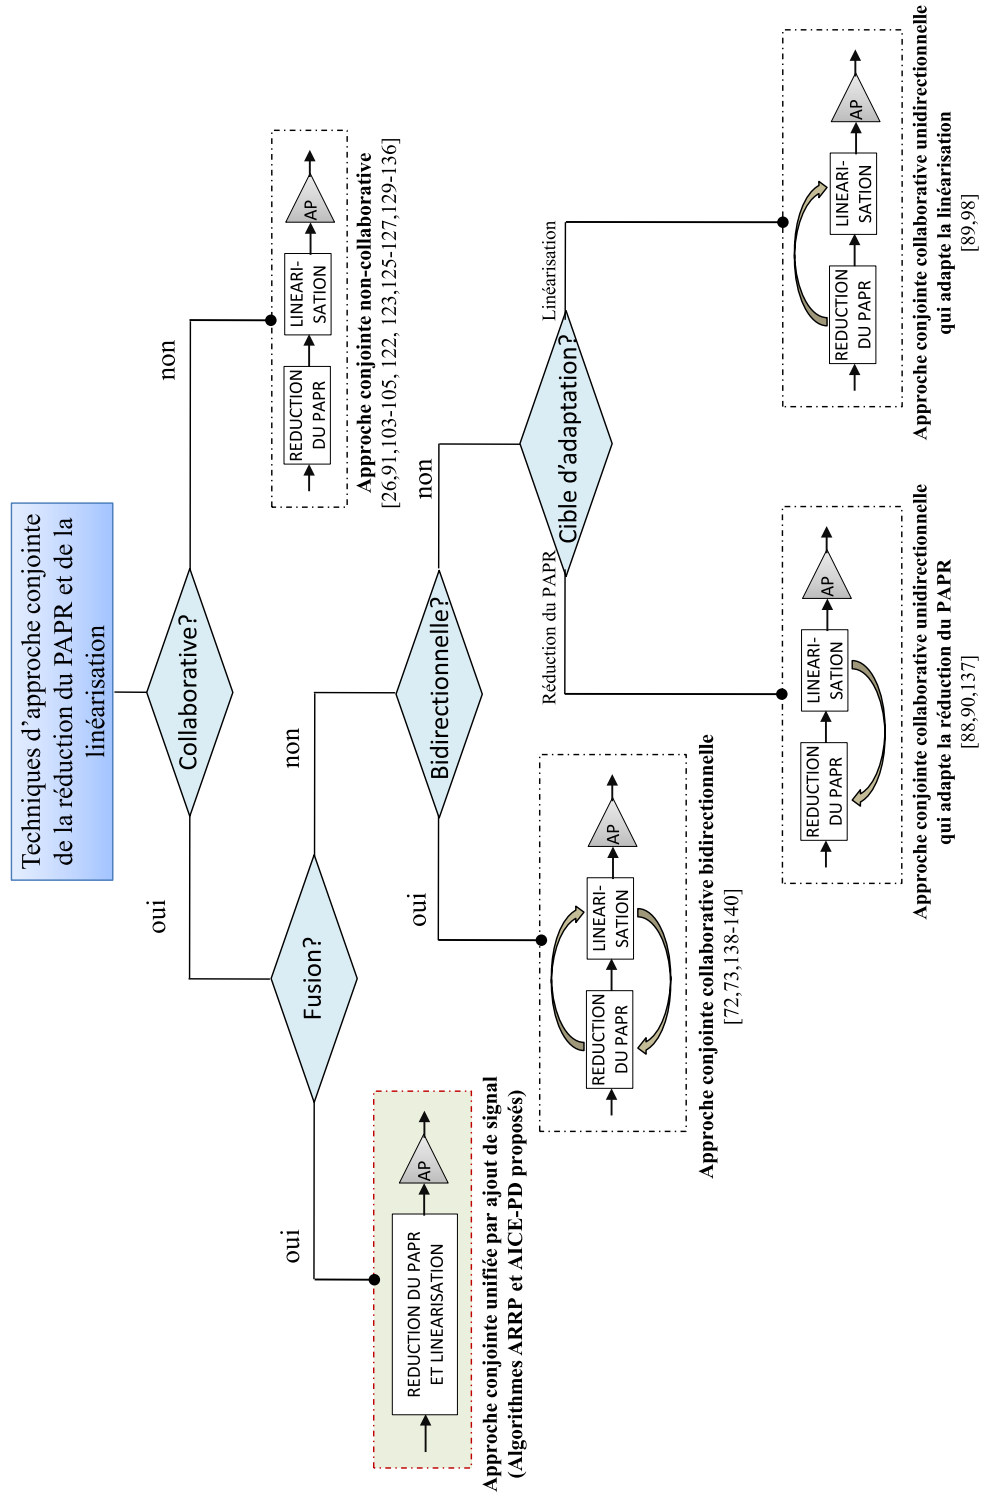 Techniques d'approche conjointe
de la réduction du PAPR et de la
linéarisation
Collaborative?
oui
non
Fusion?
oui
non
REDUCTION
DU PAPR
LINEARI-
SATION
AP
Approche conjointe non-collaborative
[26,91,103-105, 122, 123,125-127,129-136]
Bidirectionnelle?
oui
non
REDUCTION DU PAPR
ET LINEARISATION
AP
Approche conjointe unifiée par ajout de signal
(Algorithmes ARRP et AICE-PD proposés)
Cible d'adaptation?
Réduction du PAPR
Linéarisation
REDUCTION
DU PAPR
LINEARI-
SATION
AP
Approche conjointe collaborative bidirectionnelle
[72,73,138-140]
REDUCTION
DU PAPR
LINEARI-
SATION
AP
Approche conjointe collaborative unidirectionnelle
qui adapte la réduction du PAPR
[88,90,137]
REDUCTION
DU PAPR
LINEARI-
SATION
AP
Approche conjointe collaborative unidirectionnelle
qui adapte la linéarisation
[89,98]